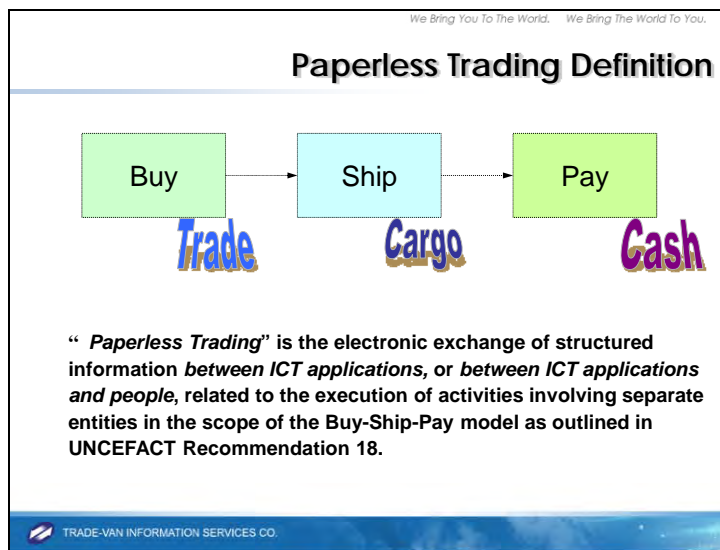 We Bring You To The World. We Bring The World To You.
Paperless Trading Definition
Buy
Ship
Pay
Trade
Cargo
Cash
“ Paperless Trading” is the electronic exchange of structured
information between ICT applications, or between ICT applications
and people, related to the execution of activities involving separate
entities in the scope of the Buy-Ship-Pay model as outlined in
UNCEFACT Recommendation 18.
TRADE-VAN INFORMATION SERVICES CO.